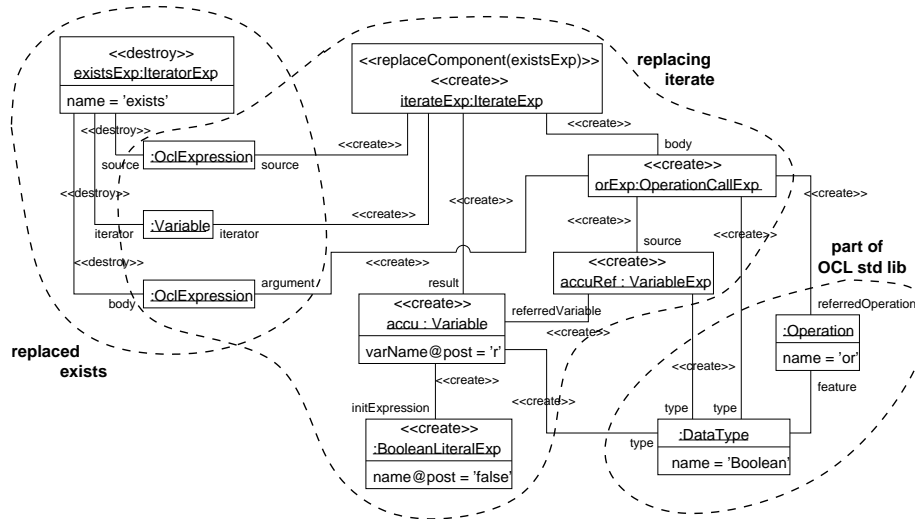 <<destroy>>
existsExp:IteratorExp
name = 'exists'
<<replaceComponent(existsExp)>>
<<create>>
iterateExp:IterateExp
replacing
iterate
<<destroy>>
<<create>>
:OclExpression
source
source
<<create>>
body
<<create>>
orExp:OperationCallExp
<<destroy>>
<<create>>
<<create>>
:Variable
iterator
iterator
<<create>>
<<create>>
<<create>>
source
<<destroy>>
<<create>>
argument
:OclExpression
body
result
<<create>>
accuRef : VariableExp
part of
OCL std lib
<<create>>
accu : Variable
varName@post = 'r'
referredVariable
<<create>>
referredOperation
:Operation
name = 'or'
replaced
exists
<<create>>
<<create>>
feature
initExpression
<<create>>
<<create>>
:BooleanLiteralExp
name@post = 'false'
type
type
type
:DataType
name = 'Boolean'